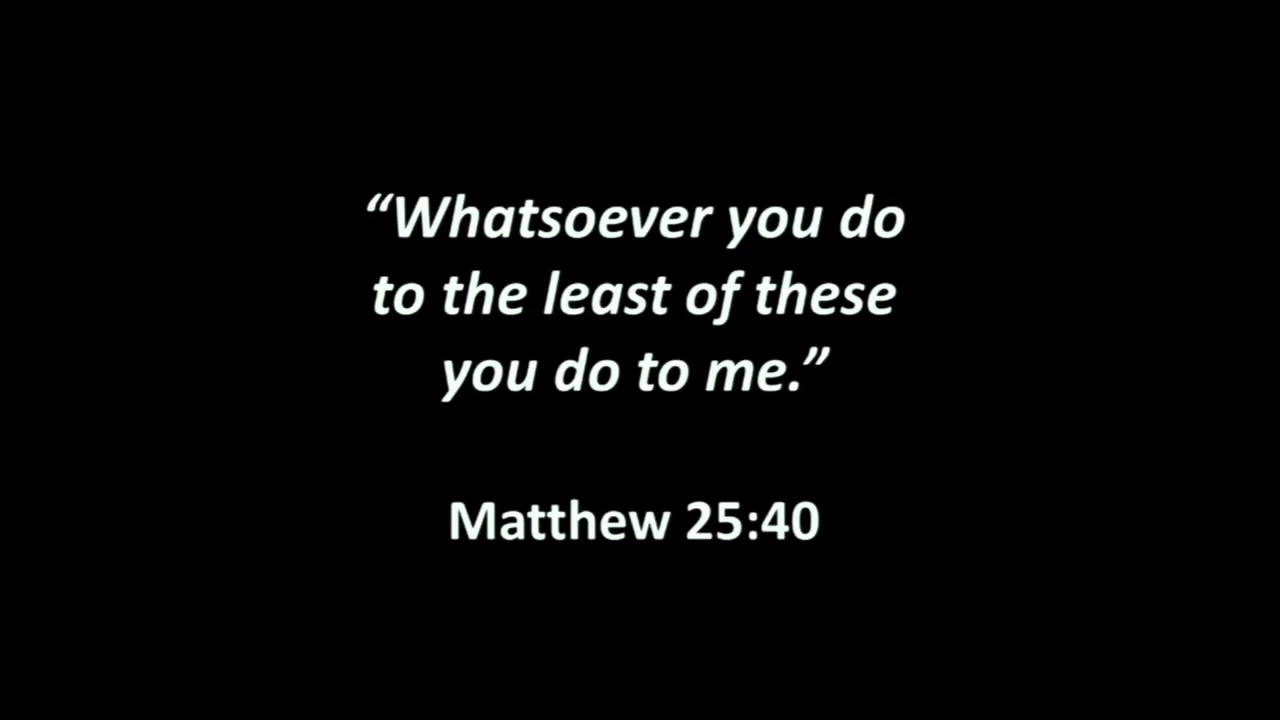 “Whatsoever you do
to the least of these
you do to me.”
Matthew 25:40